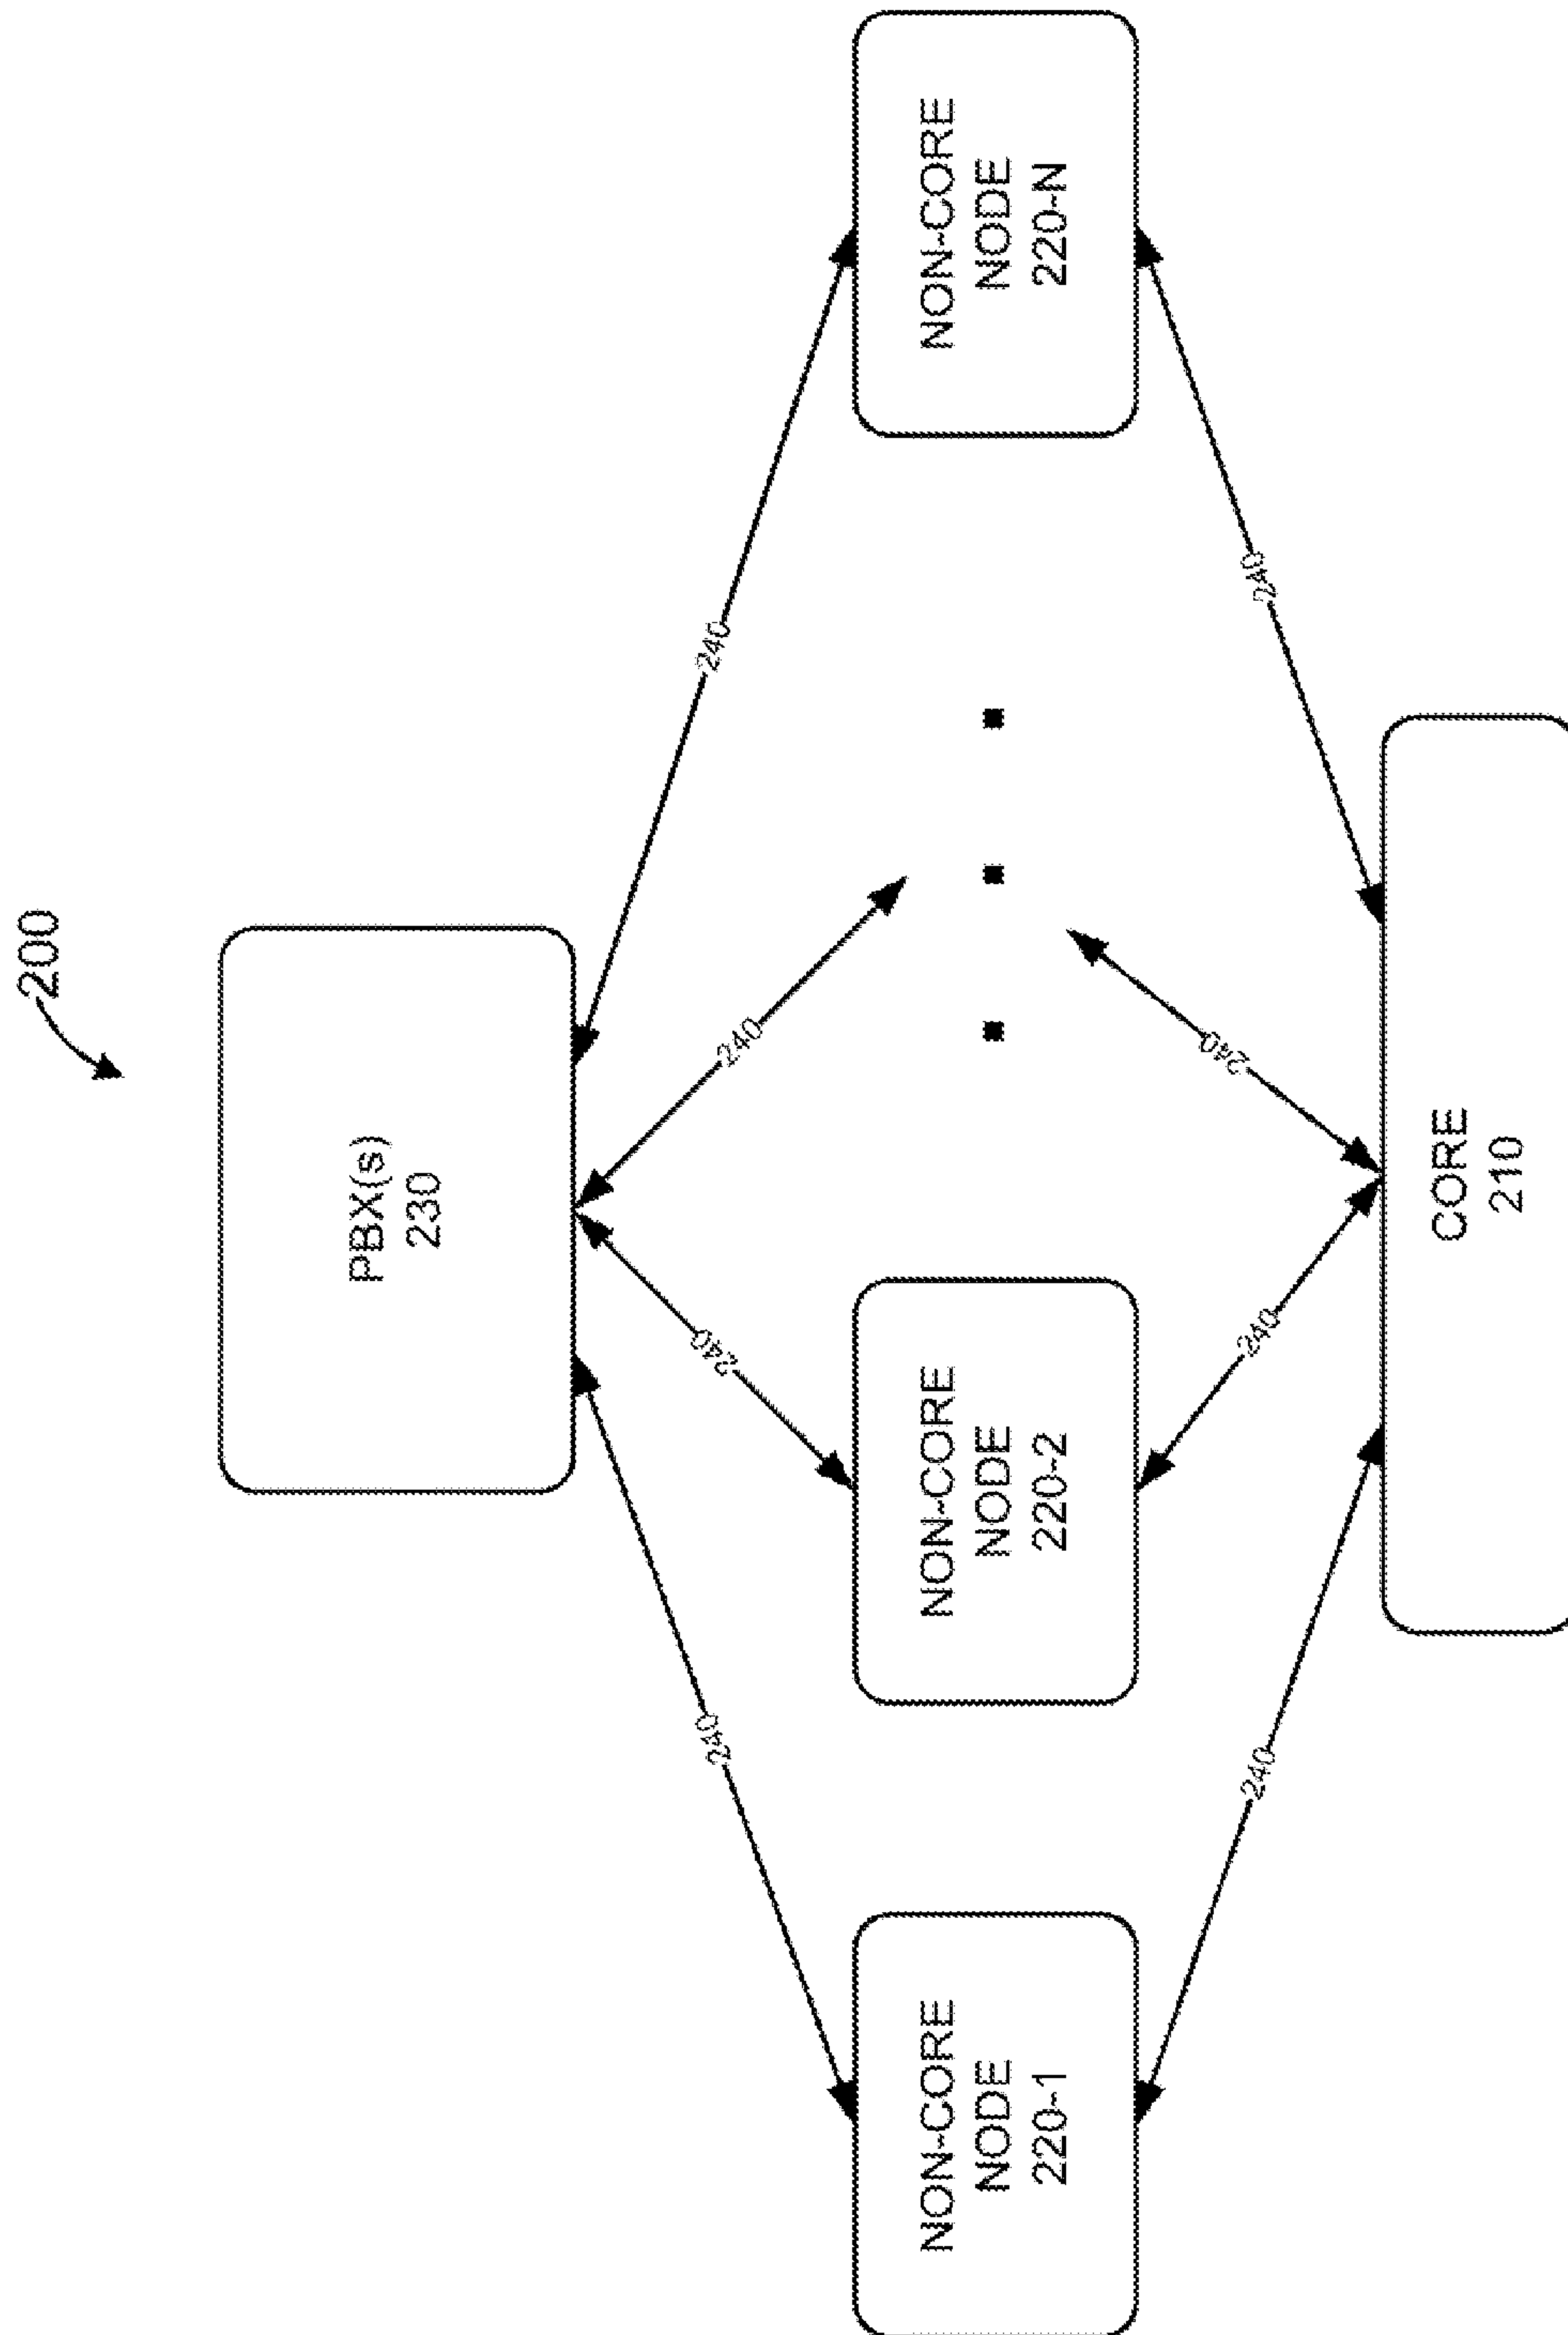 200
PBX(s)
230
240
240
240
240
NON-CORE
NODE
220-1
NON-CORE
NODE
220-2
NON-CORE
NODE
220-N
240
240
240
240
CORE
210